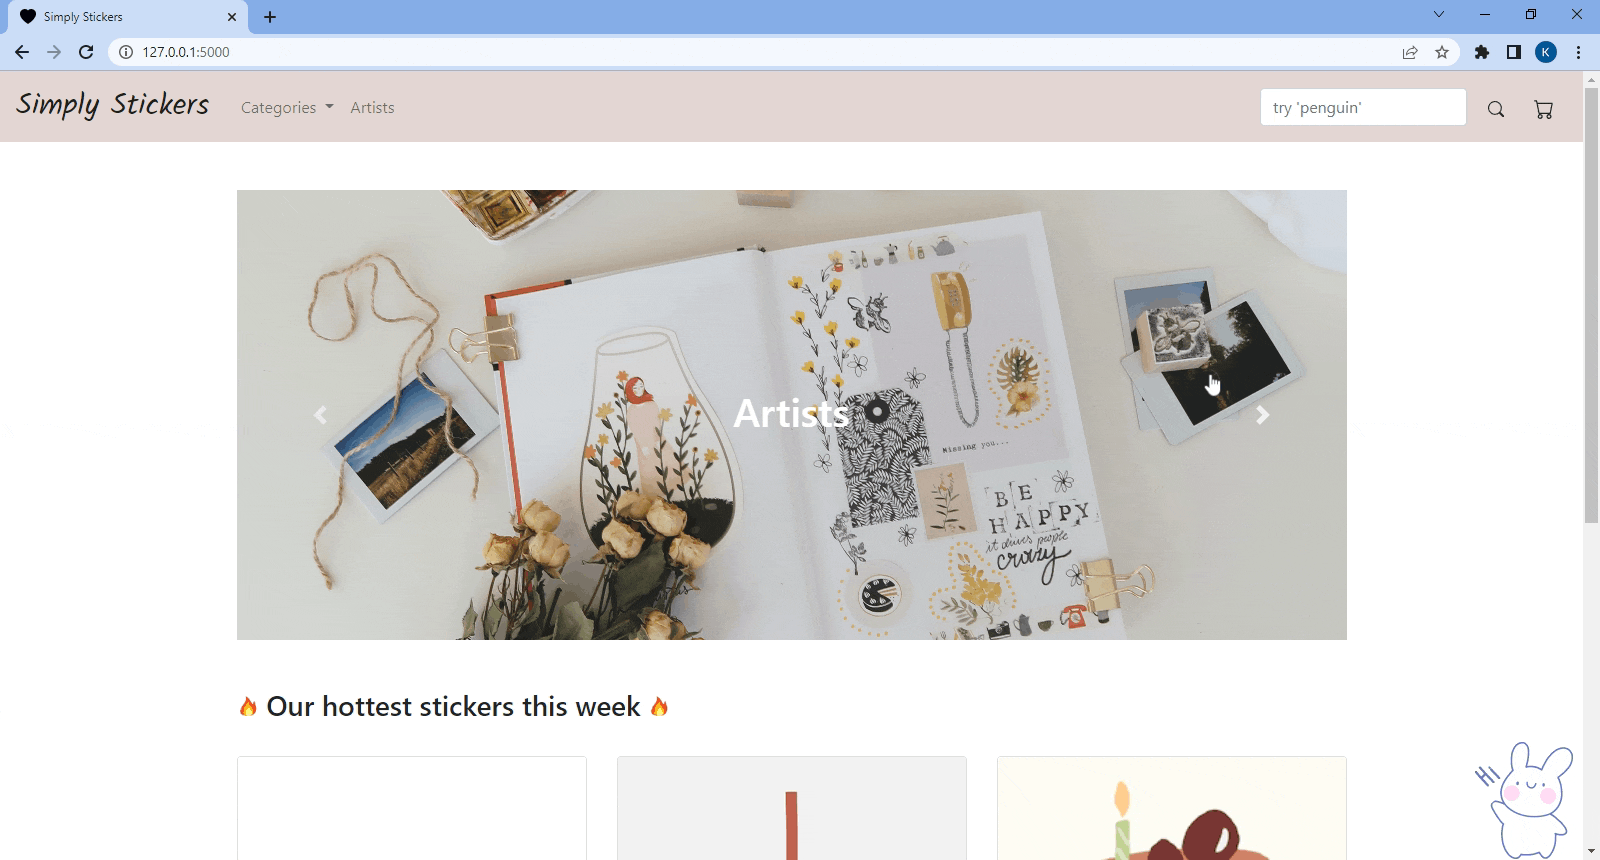 Simply Stickers
127.0.0.1:5000
K
Simply Stickers
Categories
Artists
try 'penguin'
Artists
Missing you...
BE
HAPPY
it drives people
crazy
🔥 Our hottest stickers this week 🔥
HI